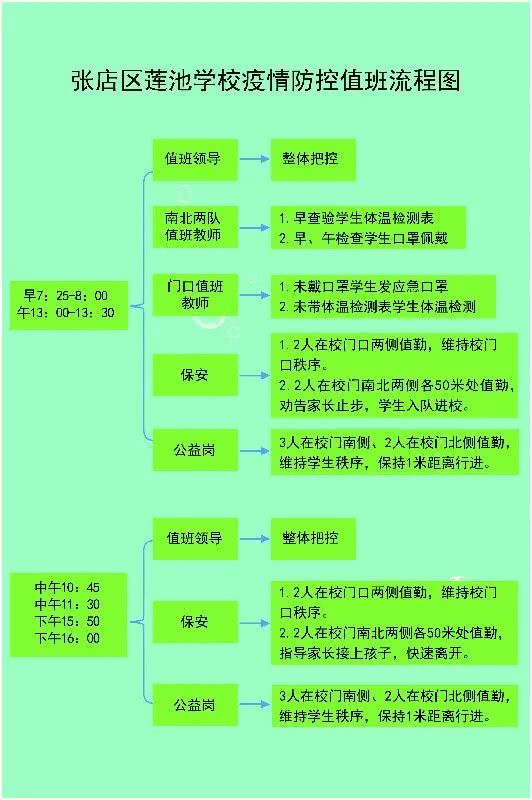 张店区莲池学校疫情防控值班流程图
早7：25-8：00
午13：00-13：30
值班领导
整体把控
南北两队
值班教师
1.早查验学生体温检测表
2.早、午检查学生口罩佩戴
门口值班
教师
1.未戴口罩学生发应急口罩
2.未带体温检测表学生体温检测
保安
1.2人在校门口两侧值勤，维持校门
口秩序。
2.2人在校门南北两侧各50米处值勤，
劝告家长止步，学生入队进校。
公益岗
3人在校门南侧、2人在校门北侧值勤，
维持学生秩序，保持1米距离行进。
中午10：45
中午11：30
下午15：50
下午16：00
值班领导
整体把控
保安
1.2人在校门口两侧值勤，维持校门
口秩序。
2.2人在校门南北两侧各50米处值勤，
指导家长接上孩子，快速离开。
公益岗
3人在校门南侧、2人在校门北侧值勤，
维持学生秩序，保持1米距离行进。